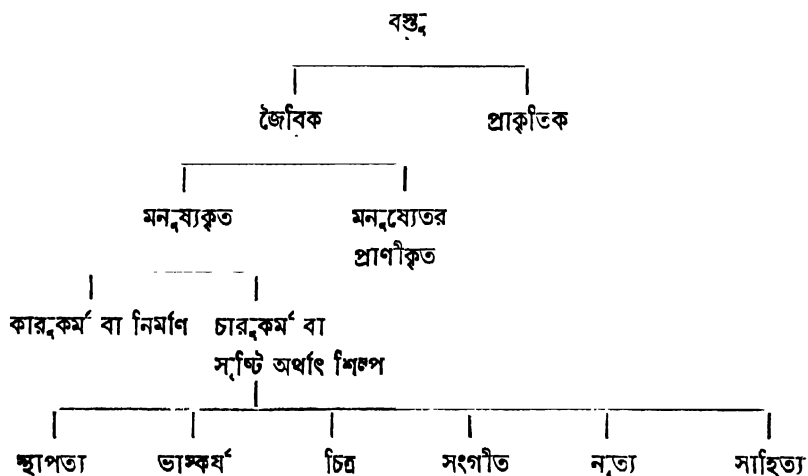 বস্তু
জৈবিক প্রাকৃতিক
মনুষ্যকৃত মনুষ্যেতর
প্রাণীকৃত
কারুকর্ম বা নির্মাণ চারুকর্ম বা
সৃষ্টি অর্থাৎ শিল্প
স্থাপত্য ভাস্কর্য চিত্র সংগীত নৃত্য সাহিত্য